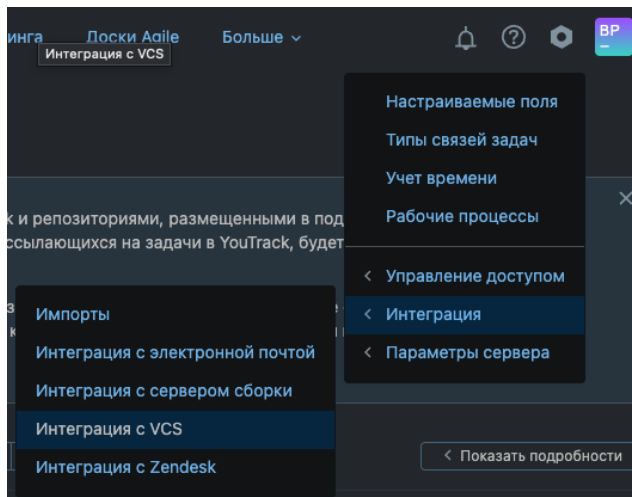 инга Доски Agile Больше
BP
Интеграция с VCS
Настраиваемые поля
Типы связей задач
Учет времени
Рабочие процессы
и репозиториями, размещенными в под
ссылающихся на задачи в YouTrack, будет
Управление доступом
Интеграция
Параметры сервера
Импорты
Интеграция с электронной почтой
Интеграция с сервером сборки
Интеграция с VCS
Интеграция с Zendesk
Показать подробности